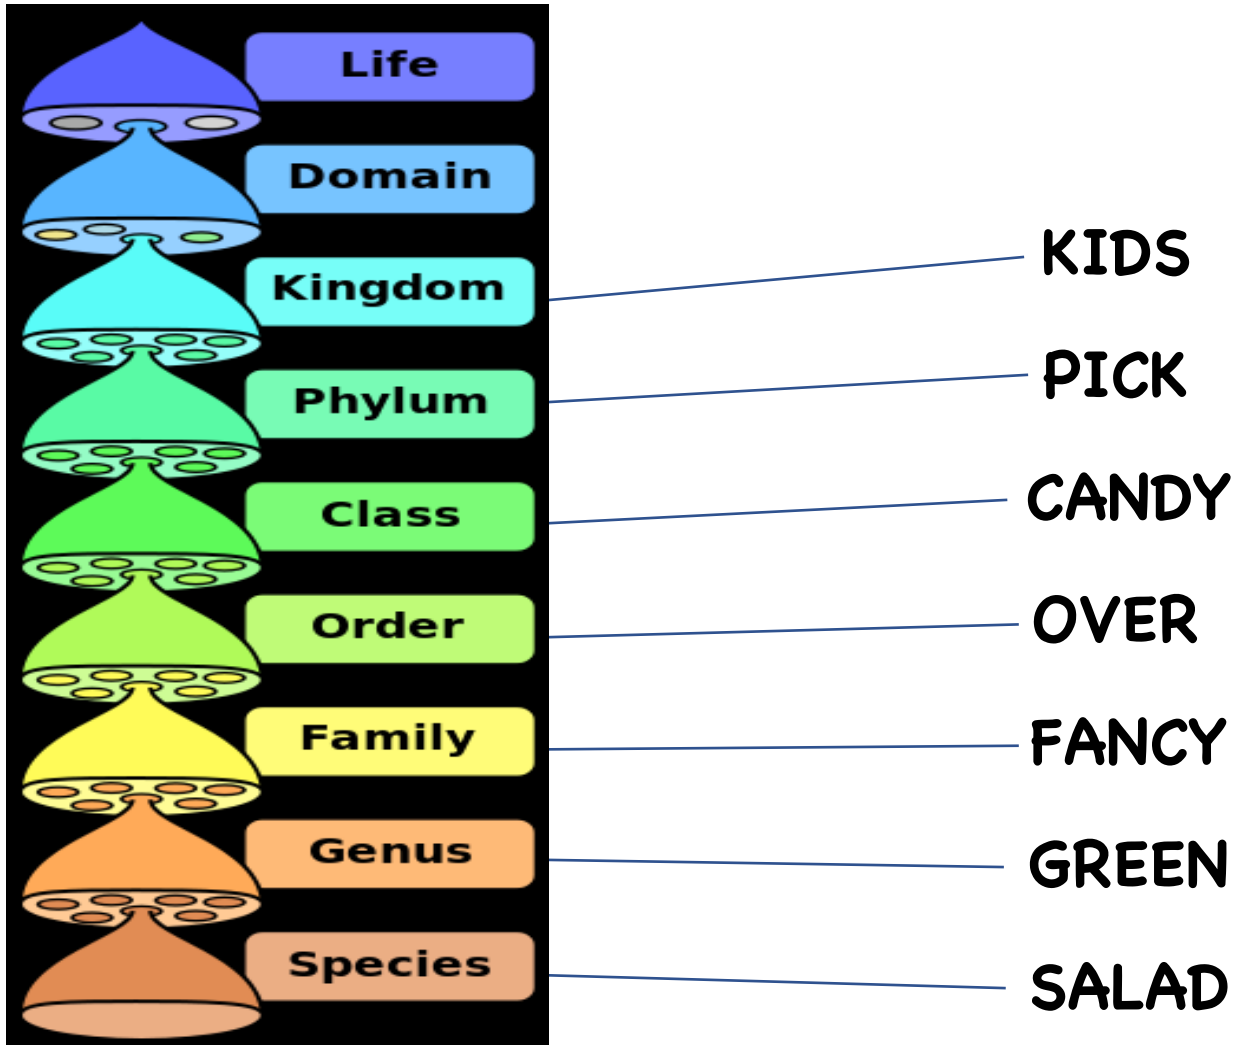 Life
Domain
Kingdom
KIDS
Phylum
PICK
Class
CANDY
Order
OVER
Family
FANCY
Genus
GREEN
Species
SALAD